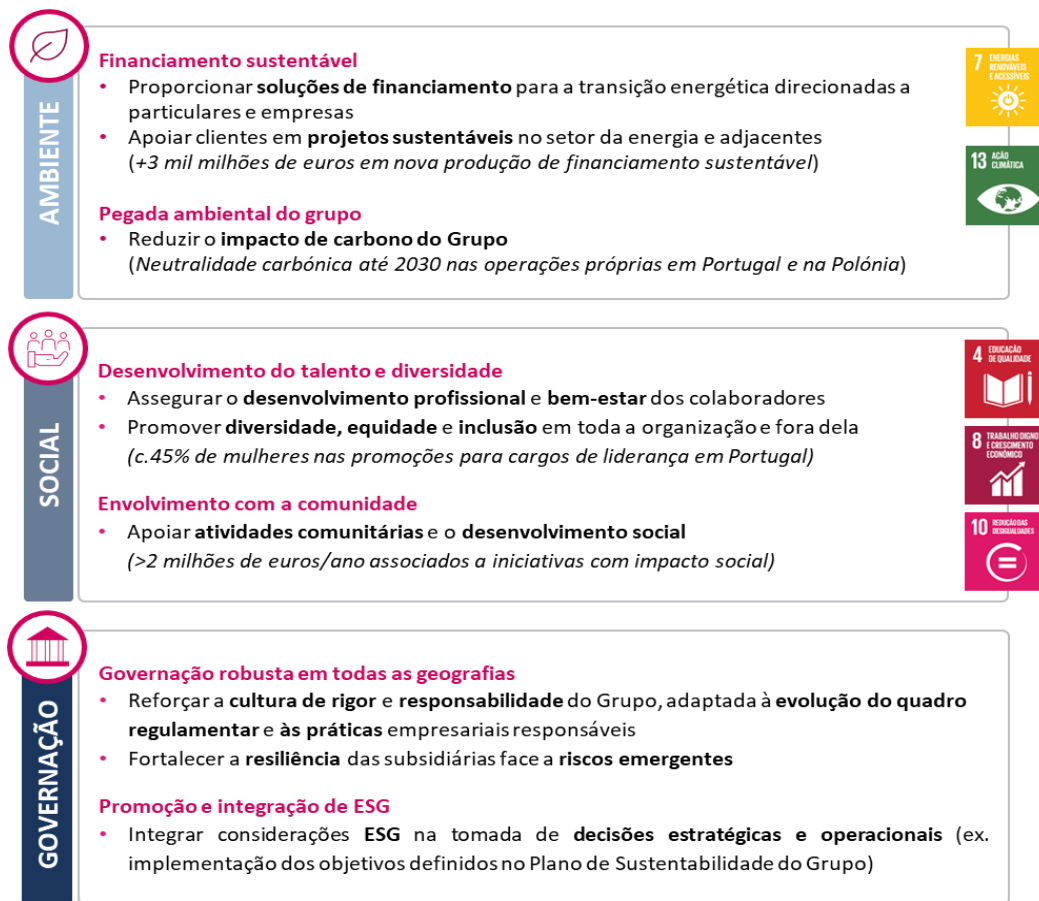 AMBIENTE
Financiamento sustentável
• Proporcionar soluções de financiamento para a transição energética direcionadas a
particulares e empresas
• Apoiar clientes em projetos sustentáveis no setor da energia e adjacentes
(+3 mil milhões de euros em nova produção de financiamento sustentável)
Pegada ambiental do grupo
• Reduzir o impacto de carbono do Grupo
(Neutralidade carbónica até 2030 nas operações próprias em Portugal e na Polónia)
7 ENERGIAS
RENOVÁVEIS
E ACESSÍVEIS
13 AÇÃO
CLIMÁTICA
SOCIAL
Desenvolvimento do talento e diversidade
• Assegurar o desenvolvimento profissional e bem-estar dos colaboradores
• Promover diversidade, equidade e inclusão em toda a organização e fora dela
(c.45% de mulheres nas promoções para cargos de liderança em Portugal)
Envolvimento com a comunidade
• Apoiar atividades comunitárias e o desenvolvimento social
(>2 milhões de euros/ano associados a iniciativas com impacto social)
4 EDUCAÇÃO
DE QUALIDADE
8 TRABALHO DIGNO
E CRESCIMENTO
ECONÓMICO
10 REDUÇÃO DAS
DESIGUALDADES
GOVERNAÇÃO
Governação robusta em todas as geografias
• Reforçar a cultura de rigor e responsabilidade do Grupo, adaptada à evolução do quadro
regulamentar e às práticas empresariais responsáveis
• Fortalecer a resiliência das subsidiárias face a riscos emergentes
Promoção e integração de ESG
• Integrar considerações ESG na tomada de decisões estratégicas e operacionais (ex.
implementação dos objetivos definidos no Plano de Sustentabilidade do Grupo)